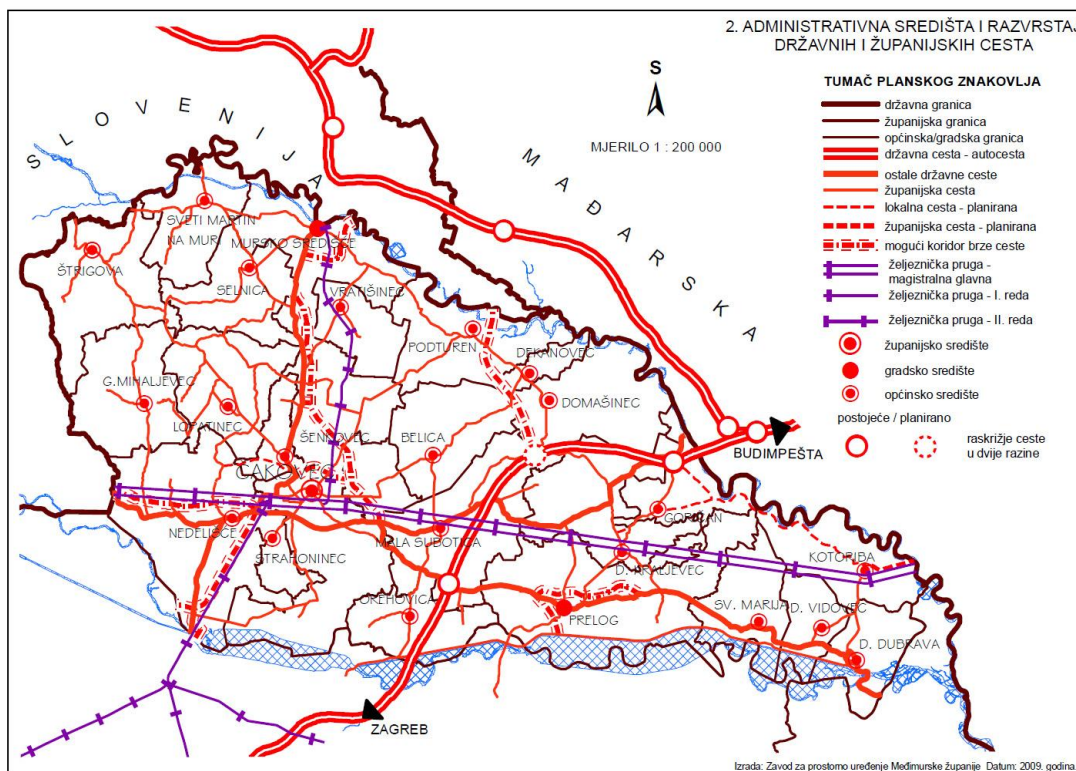 2. ADMINISTRATIVNA SREDIŠTA I RAZVRSTAJ
DRŽAVNIH I ŽUPANIJSKIH CESTA
S
MJERILO 1 : 200 000
TUMAČ PLANSKOG ZNAKOVLJA
državna granica
županijska granica
općinska/gradska granica
državna cesta - autocesta
ostale državne ceste
županijska cesta
lokalna cesta - planirana
županijska cesta - planirana
mogući koridor brze ceste
željeznička pruga -
magistralna glavna
željeznička pruga - I. reda
željeznička pruga - II. reda
županijsko središte
gradsko središte
općinsko središte
postojeće / planirano
raskrižje ceste
u dvije razine
SLOVENIJA
MAĐARSKA
SVETI MARTIN
NA MURI
MURSKO SREDIŠĆE
ŠTRIGOVA
SELNICA
VRATIŠINEC
PODTUREN
DEKANOVEC
G.MIHALJEVEC
LOPATINEC
DOMAŠINEC
ŠENKOVEC
BELICA
ČAKOVEC
BUDIMPEŠTA
NEDELIŠĆE
STRAHONINEC
MALA SUBOTICA
GORIČAN
D. KRALJEVEC
KOTORIBA
OREHOVICA
PRELOG
SV. MARIJA
D. VIDOVEC
D. DUBRAVA
ZAGREB
Izrada: Zavod za prostorno uređenje Međimurske županije Datum: 2009. godina